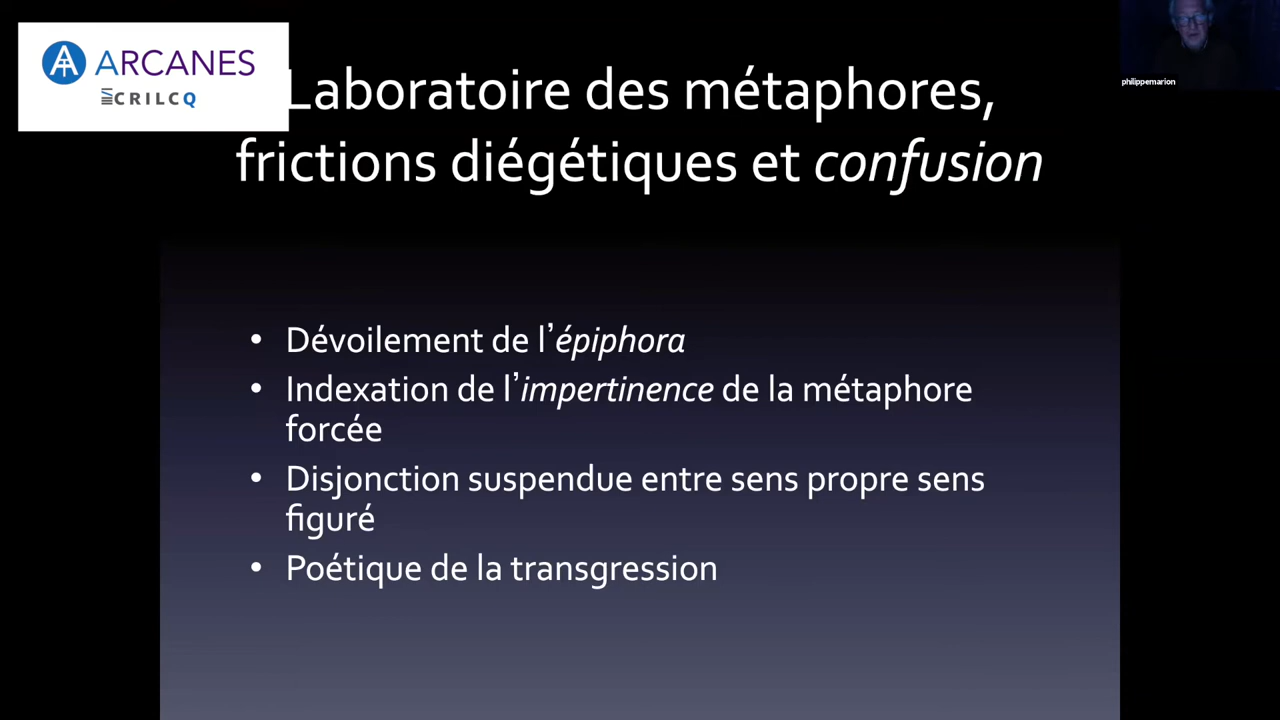 ARCANES
CRILCQ
philippemarion
Laboratoire des métaphores,
frictions diégétiques et confusion
• Dévoilement de l’épiphora
• Indexation de l’impertinence de la métaphore
forcée
• Disjonction suspendue entre sens propre sens
figuré
• Poétique de la transgression